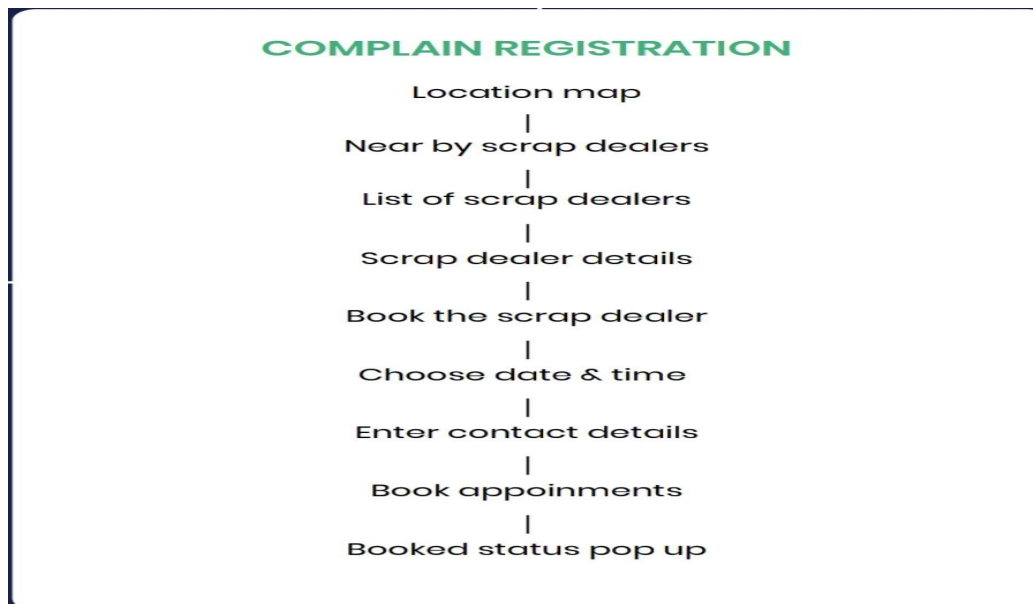 COMPLAIN REGISTRATION
Location map
Near by scrap dealers
List of scrap dealers
Scrap dealer details
Book the scrap dealer
Choose date & time
Enter contact details
Book appoinments
Booked status pop up